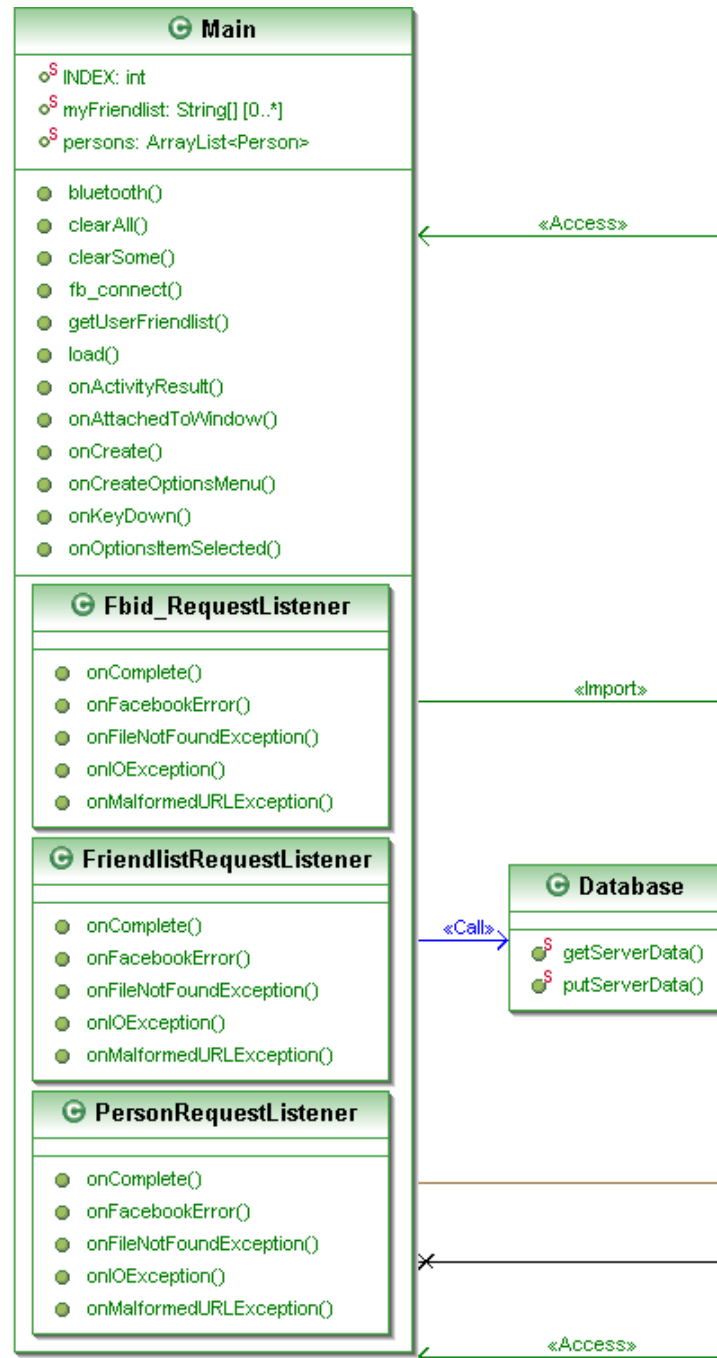 Main
INDEX: int
myFriendlist: String[] [0..*]
persons: ArrayList<Person>
bluetooth()
clearAll()
clearSome()
fb_connect()
getUserFriendlist()
load()
onActivityResult()
onAttachedToWindow()
onCreate()
onCreateOptionsMenu()
onKeyDown()
onOptionsItemSelected()
«Access»
Fbid_RequestListener
onComplete()
onFacebookError()
onFileNotFoundException()
onIOException()
onMalformedURLException()
«Import»
FriendlistRequestListener
onComplete()
onFacebookError()
onFileNotFoundException()
onIOException()
onMalformedURLException()
«Call»
Database
getServerData()
putServerData()
PersonRequestListener
onComplete()
onFacebookError()
onFileNotFoundException()
onIOException()
onMalformedURLException()
«Access»